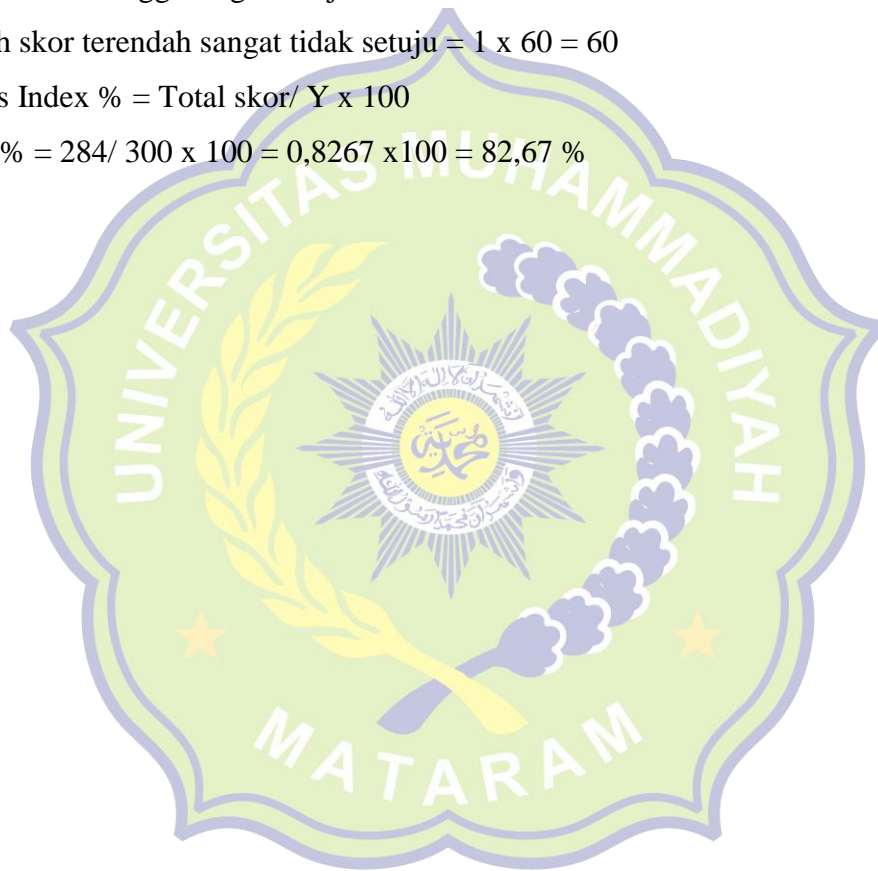 h skor terendah sangat tidak setuju = 1 x 60 = 60
s Index % = Total skor/ Y x 100
% = 284/ 300 x 100 = 0,8267 x100 = 82,67 %
UNIVERSITAS MUHAMMADIYAH
محمدية
MATARAM